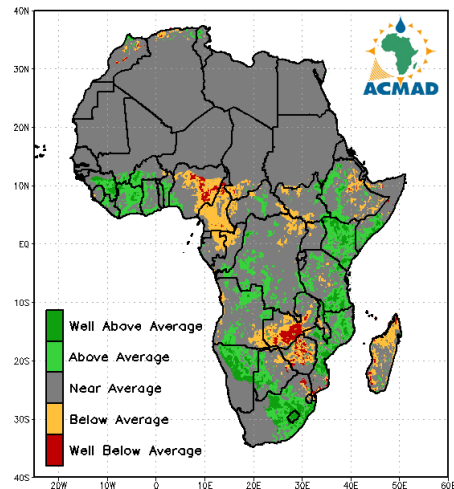 40N
30N
20N
10N
EQ
10S
20S
30S
40S
ACMAD
Well Above Average
Above Average
Near Average
Below Average
Well Below Average
20W 10W 0 10E 20E 30E 40E 50E 60E